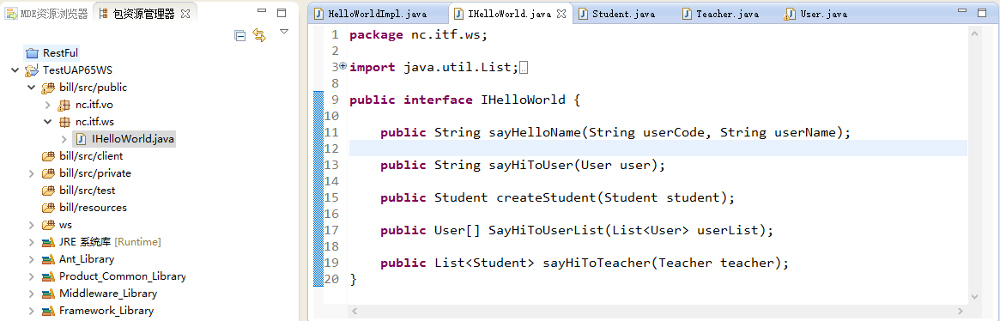 MDE资源浏览器 包资源管理器
RestFul
TestUAP65WS
bill/src/public
nc.itf.vo
nc.itf.ws
IHelloWorld.java
bill/src/client
bill/src/private
bill/src/test
bill/resources
ws
JRE 系统库 [Runtime]
Ant_Library
Product_Common_Library
Middleware_Library
Framework_Library
HelloWorldImpl.java IHelloWorld.java Student.java Teacher.java User.java
1 package nc.itf.ws;
2
3 import java.util.List;
8
9 public interface IHelloWorld {
10
11 public String sayHelloName(String userCode, String userName);
12
13 public String sayHiToUser(User user);
14
15 public Student createStudent(Student student);
16
17 public User[] SayHiToUserList(List<User> userList);
18
19 public List<Student> sayHiToTeacher(Teacher teacher);
20 }